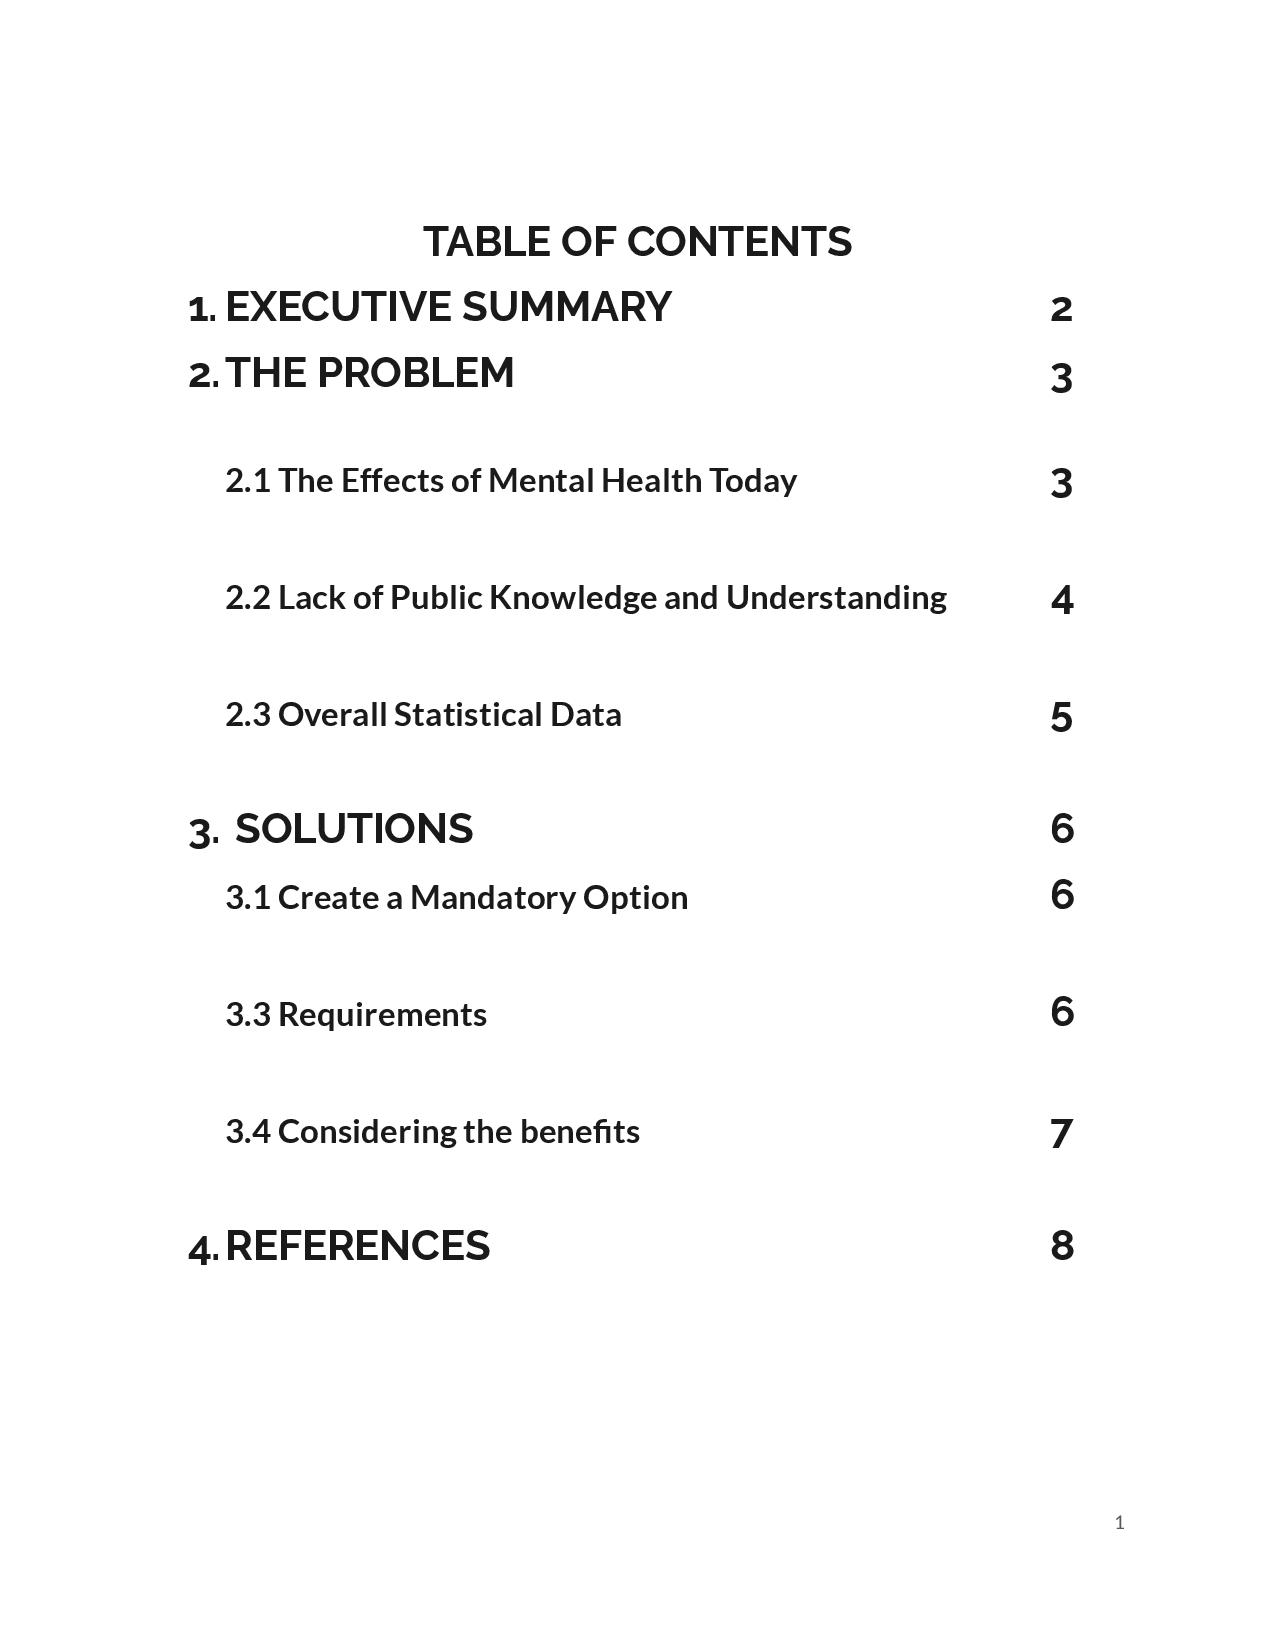 TABLE OF CONTENTS
1. EXECUTIVE SUMMARY 2
2. THE PROBLEM 3
2.1 The Effects of Mental Health Today 3
2.2 Lack of Public Knowledge and Understanding 4
2.3 Overall Statistical Data 5
3. SOLUTIONS 6
3.1 Create a Mandatory Option 6
3.3 Requirements 6
3.4 Considering the benefits 7
4. REFERENCES 8
1